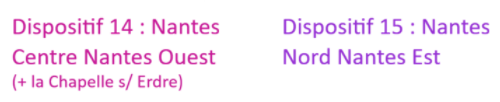 Dispositif 14 : Nantes
Centre Nantes Ouest
(+ la Chapelle s/ Erdre)
Dispositif 15 : Nantes
Nord Nantes Est